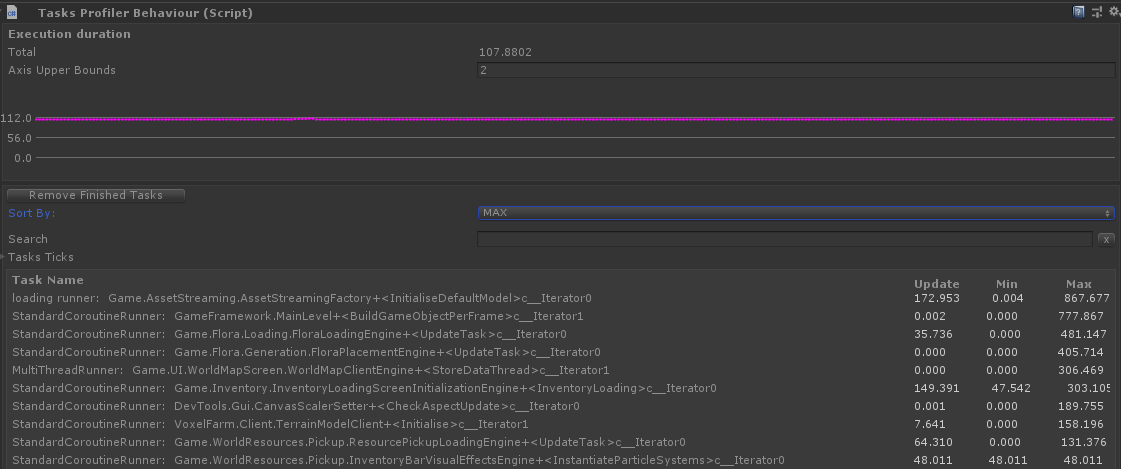 Tasks Profiler Behaviour (Script)
Execution duration
Total 107.8802
Axis Upper Bounds 2
112.0
56.0
0.0
Remove Finished Tasks
Sort By: MAX
Search x
Tasks Ticks
Task Name Update Min Max
loading runner: Game.AssetStreaming.AssetStreamingFactory+<InitialiseDefaultModel>c__Iterator0 172.953 0.004 867.677
StandardCoroutineRunner: GameFramework.MainLevel+<BuildGameObjectPerFrame>c__Iterator1 0.002 0.000 777.867
StandardCoroutineRunner: Game.Flora.Loading.FloraLoadingEngine+<UpdateTask>c__Iterator0 35.736 0.000 481.147
StandardCoroutineRunner: Game.Flora.Generation.FloraPlacementEngine+<UpdateTask>c__Iterator0 0.000 0.000 405.714
MultiThreadRunner: Game.UI.WorldMapScreen.WorldMapClientEngine+<StoreDataThread>c__Iterator1 0.000 0.000 306.469
StandardCoroutineRunner: Game.Inventory.InventoryLoadingScreenInitializationEngine+<InventoryLoading>c__Iterator0 149.391 47.542 303.105
StandardCoroutineRunner: DevTools.Gui.CanvasScalerSetter+<CheckAspectUpdate>c__Iterator0 0.001 0.000 189.755
StandardCoroutineRunner: VoxelFarm.Client.TerrainModelClient+<Initialise>c__Iterator1 7.641 0.000 158.196
StandardCoroutineRunner: Game.WorldResources.Pickup.ResourcePickupLoadingEngine+<UpdateTask>c__Iterator0 64.310 0.000 131.376
StandardCoroutineRunner: Game.WorldResources.Pickup.InventoryBarVisualEffectsEngine+<InstantiateParticleSystems>c__Iterator0 48.011 48.011 48.011